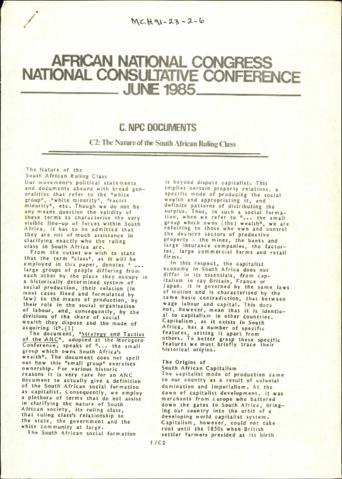 MCH91-23-2-6
AFRICAN NATIONAL CONGRESS
NATIONAL CONSULTATIVE CONFERENCE
JUNE 1985
C. NPC DOCUMENTS
C2: The Nature of the South African Ruling Class
The Nature of the
South African Ruling Class
Our movement's political statements
and documents abound with broad gen-
eralities that refer to the "white
group", "white minority", "racist
minority", etc. Though we do not by
any means question the validity of
these terms to characterise the very
visible line-up of forces within South
Africa, it has to be admitted that
they are not of much assistance in
clarifying exactly who the ruling
class in South Africa are.
From the outset we wish to state
that the term "class", as it will be
employed in this paper, denotes "...
large groups of people differing from
each other by the place they occupy in
a historically determined system of
social production, their relation (in
most cases fixed and formulated by
law) to the means of production, by
their role in the social organisation
of labour, and, consequently, by the
divisions of the share of social
wealth they dispose and the mode of
acquiring it".(1)
The document, "Strategy and Tactics
of the ANC", adopted at the Morogoro
Conference, speaks of "... the small
group which owns South Africa's
wealth". The document does not spell
out how this "small group" exercises
ownership. For various historic
reasons it is very rare for an ANC
document to actually give a definition
of the South African social formation
as capitalist. Consequently, we employ
a plethora of terms that do not assist
in clarifying the nature of South
African society, its ruling class,
that ruling class's relationship to
the state, the government and the
white community at large.
The South African social formation
is beyond dispute capitalist. This
implies certain property relations, a
specific mode of producing the social
wealth and appropriating it, and
definite patterns of distributing the
surplus. Thus, in such a social forma-
tion, when we refer to "... the small
group which owns (the) wealth", we are
referring to those who own and control
the decisive sectors of productive
property - the mines, the banks and
large insurance companies, the factor-
ies, large commercial farms and retail
firms.
In this respect, the capitalist
economy in South Africa does not
differ in its essentials, from cap-
italism in say Britain, France or
Japan. It is governed by the same laws
of motion and is characterised by the
same basic contradiction, that between
wage labour and capital. This does
not, however, mean that it is identic-
al to capitalism in other countries.
Capitalism, as it exists in South
Africa, has a number of specific
features, setting it apart from
others. To better grasp these specific
features we must briefly trace their
historical origins.
The Origins of
South African Capitalism
The capitalist mode of production came
to our country as a result of colonial
domination and imperialism. At the
dawn of capitalist development, it was
merchants from Europe who battered
down the gates to South Africa, bring-
ing our country into the orbit of a
developing world capitalist system.
Capitalism, however, could not take
root until the 1850s when British
settler farmers presided at its birth
1/C2